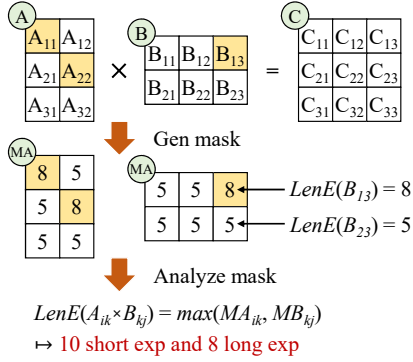 A
A₁₁ A₁₂
A₂₁ A₂₂
A₃₁ A₃₂
×
B
B₁₁ B₁₂ B₁₃
B₂₁ B₂₂ B₂₃
=
C
C₁₁ C₁₂ C₁₃
C₂₁ C₂₂ C₂₃
C₃₁ C₃₂ C₃₃
Gen mask
MA
8 5
5 8
5 5
MA
5 5 8
5 5 5
LenE(B₁₃) = 8
LenE(B₂₃) = 5
Analyze mask
LenE(Aᵢₖ×Bₖⱼ) = max(MAᵢₖ, MBₖⱼ)
↦ 10 short exp and 8 long exp